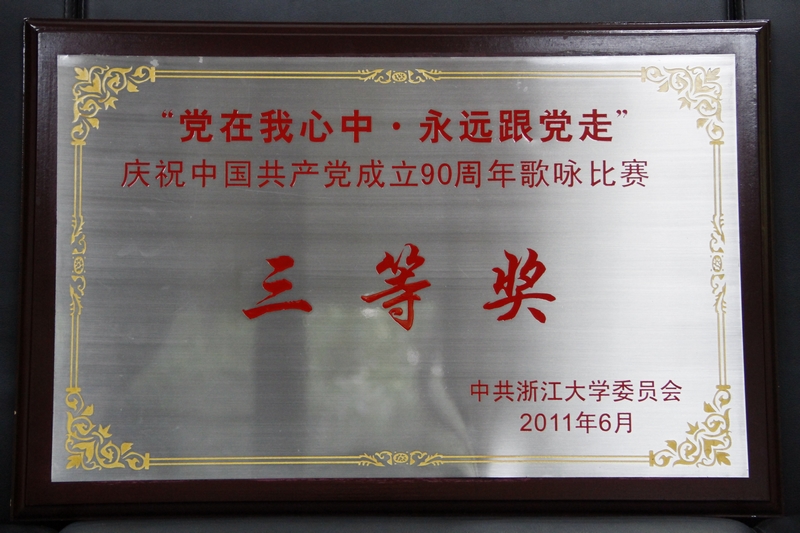 “党在我心中·永远跟党走”
庆祝中国共产党成立90周年歌咏比赛
三等奖
中共浙江大学委员会
2011年6月